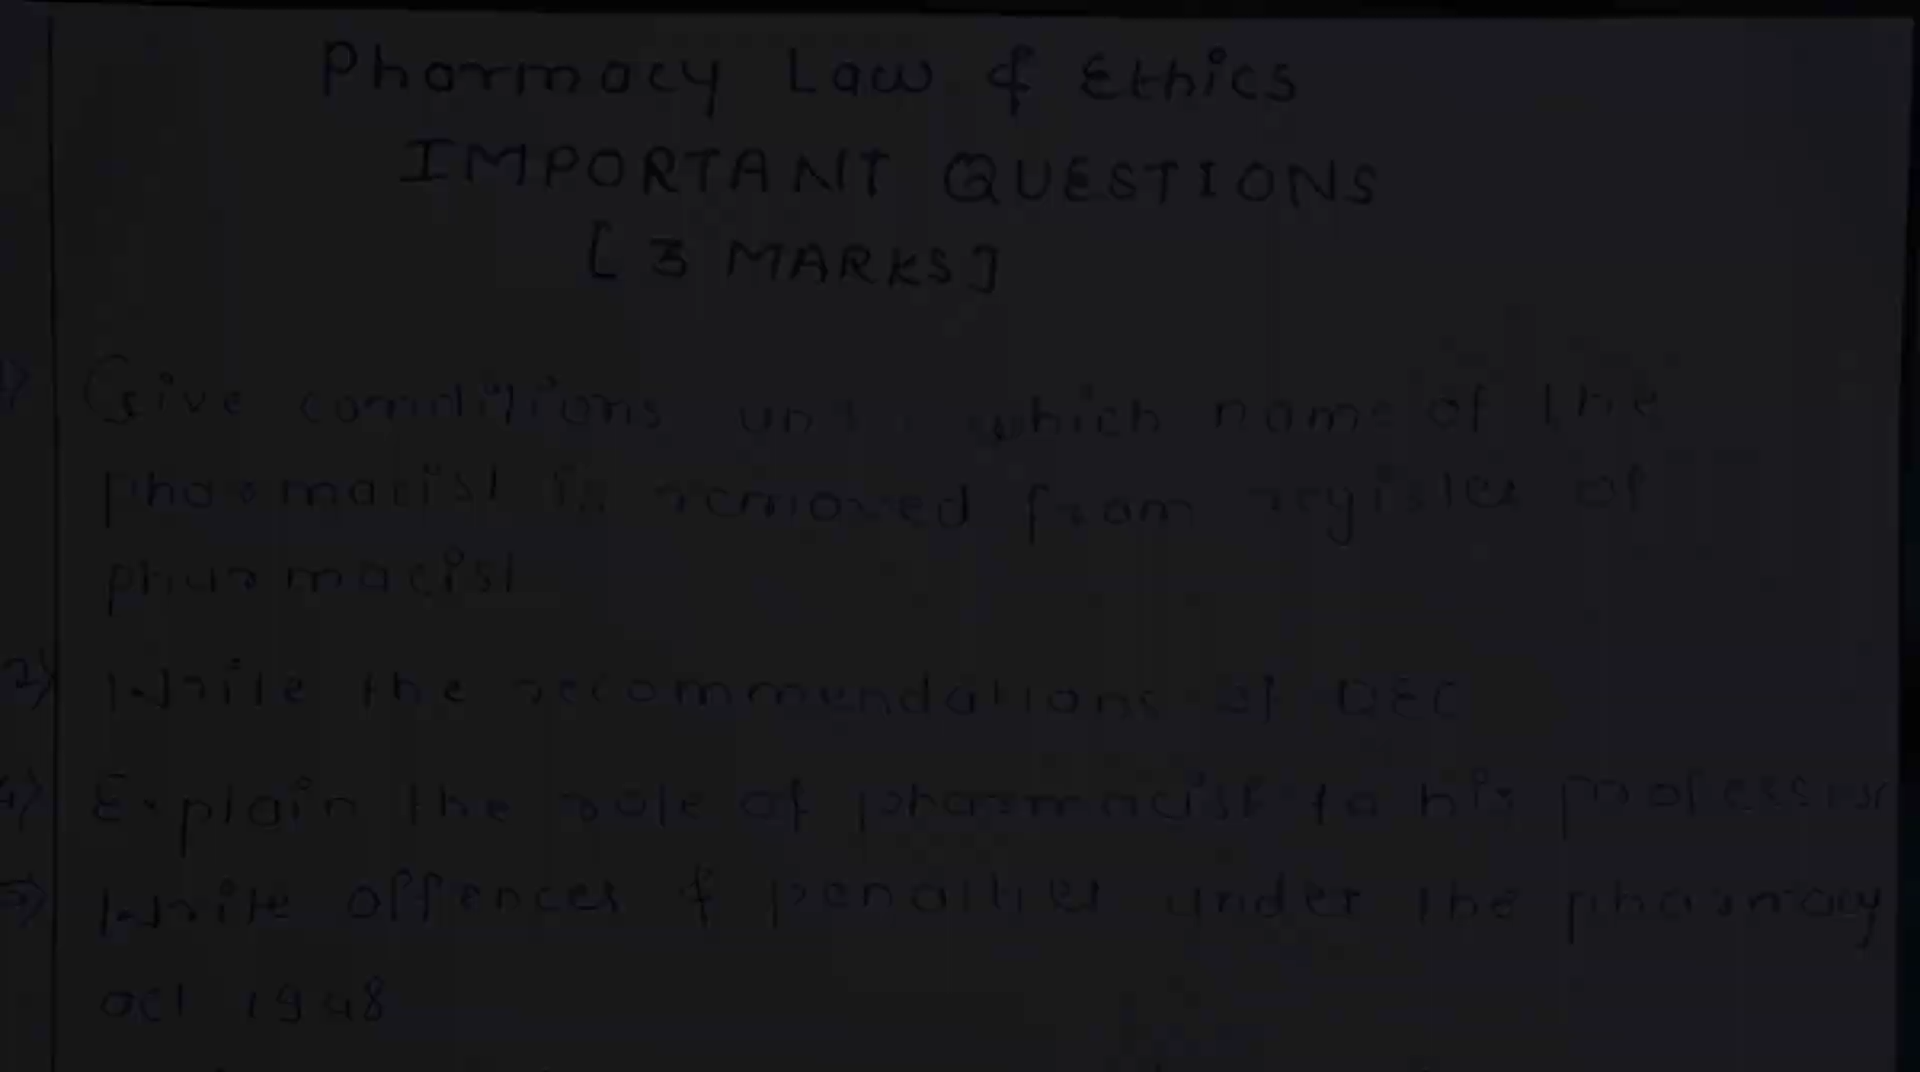 Pharmacy Law & Ethics
IMPORTANT QUESTIONS
[3 MARKS]
1) Give conditions which name of the
pharmacist is removed from register of
pharmacist
2) Write the recommendations of DEC
4) Explain the role of pharmacist to his profession
5) Write offences & penalties under the pharmacy
act 1948